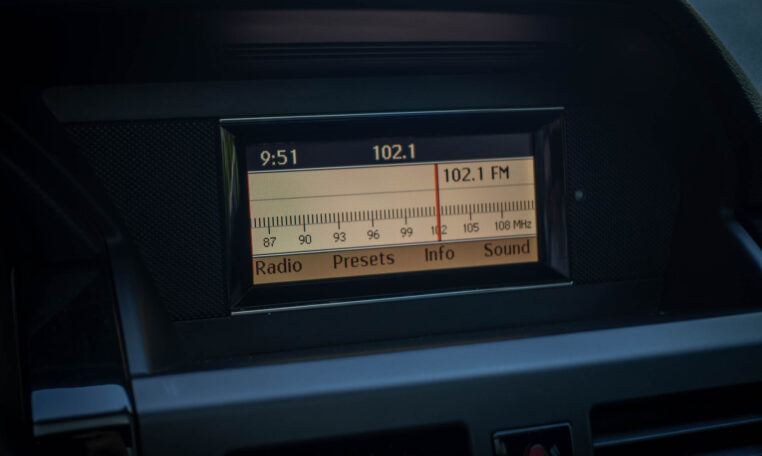 9:51 102.1
102.1 FM
87 90 93 96 99 102 105 108 MHz
Radio Presets Info Sound